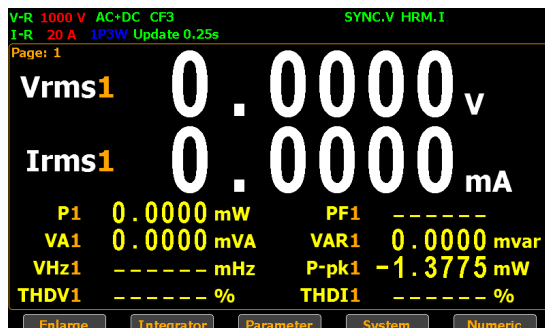 V-R 1000 V AC+DC CF3 SYNC.V HRM.I
I-R 20 A 1P3W Update 0.25s
Page: 1
Vrms1 0.0000 V
Irms1 0.0000 mA
P1 0.0000 mW PF1 ------
VA1 0.0000 mVA VAR1 0.0000 mvar
VHz1 ------ mHz P-pk1 -1.3775 mW
THDV1 ------ % THDI1 ------ %
Enlarge Integrator Parameter System Numeric